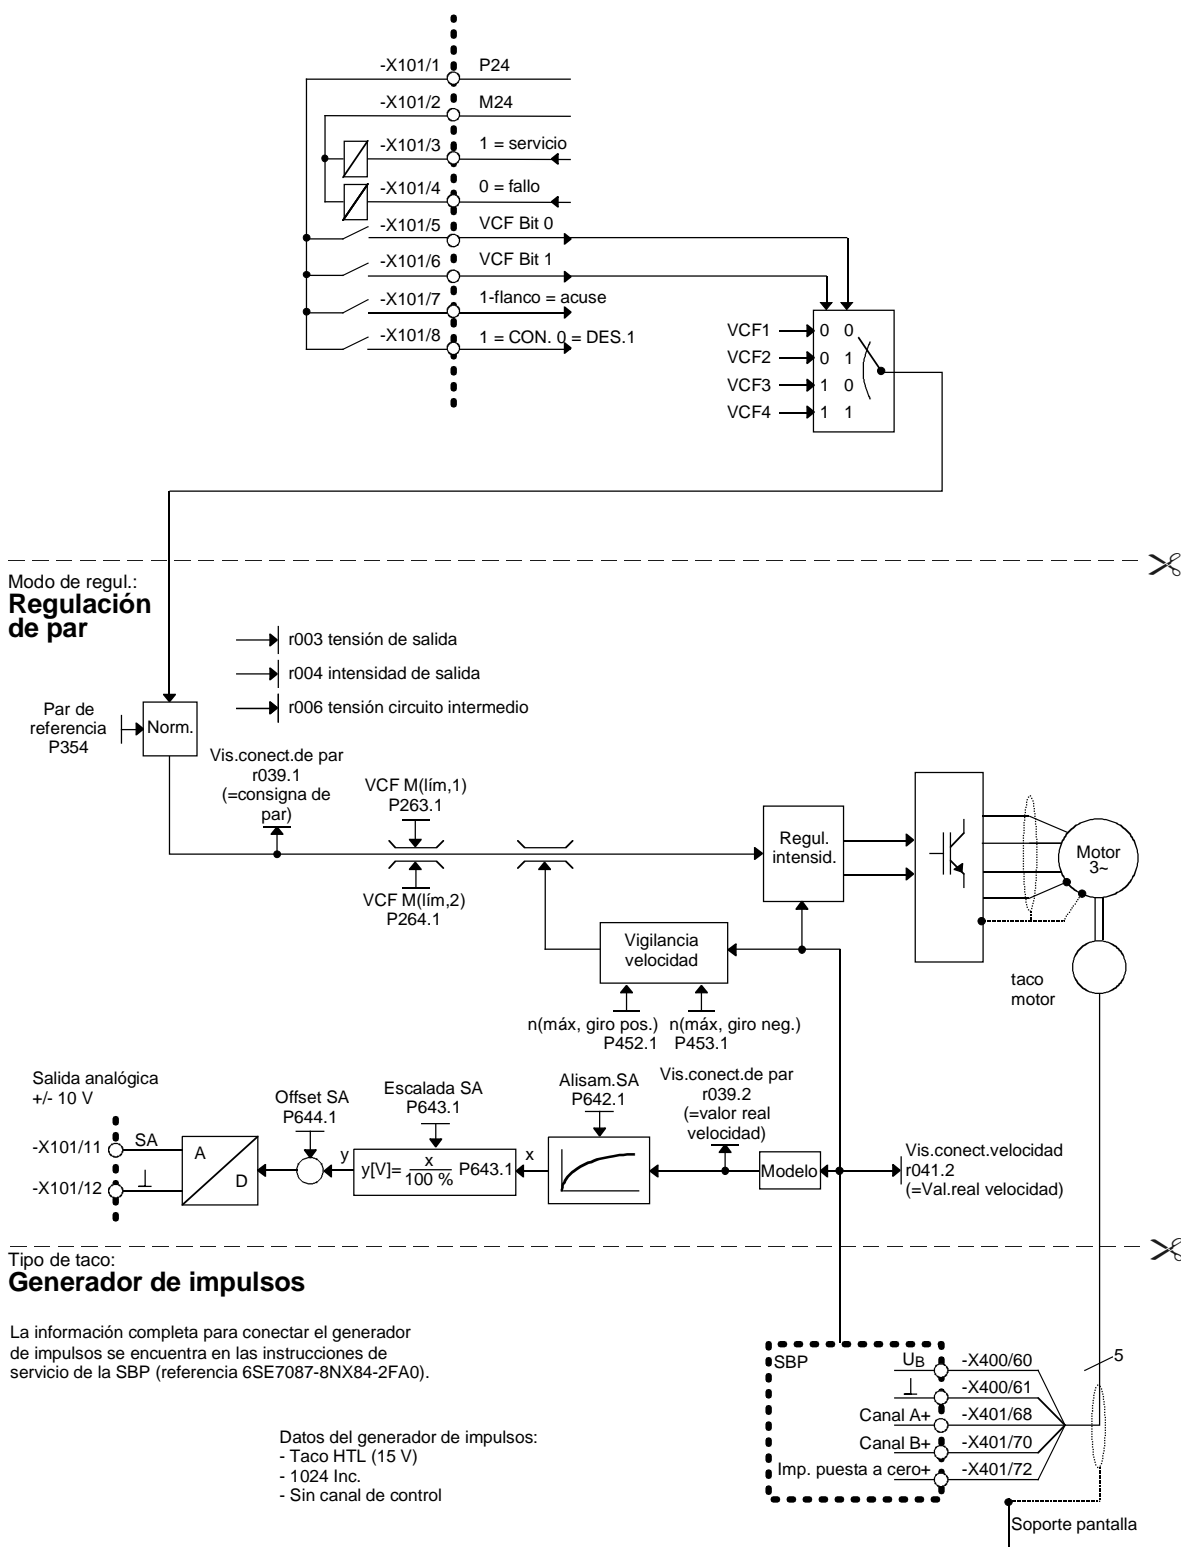 -X101/1 P24
-X101/2 M24
-X101/3 1 = servicio
-X101/4 0 = fallo
-X101/5 VCF Bit 0
-X101/6 VCF Bit 1
-X101/7 1-flanco = acuse
-X101/8 1 = CON. 0 = DES.1
VCF1 0 0
VCF2 0 1
VCF3 1 0
VCF4 1 1
Modo de regul.:
Regulación
de par
r003 tensión de salida
r004 intensidad de salida
r006 tensión circuito intermedio
Par de
referencia
P354
Norm.
Vis.conect.de par
r039.1
(=consigna de
par)
VCF M(lím,1)
P263.1
VCF M(lím,2)
P264.1
Regul.
intensid.
Motor
3~
Vigilancia
velocidad
taco
motor
n(máx, giro pos.)
P452.1
n(máx, giro neg.)
P453.1
Salida analógica
+/- 10 V
-X101/11 SA
-X101/12
A
D
Offset SA
P644.1
Escalada SA
P643.1
y
y[V]= x
100 % P643.1
x
Alisam.SA
P642.1
Vis.conect.de par
r039.2
(=valor real
velocidad)
Modelo
Vis.conect.velocidad
r041.2
(=Val.real velocidad)
Tipo de taco:
Generador de impulsos
La información completa para conectar el generador
de impulsos se encuentra en las instrucciones de
servicio de la SBP (referencia 6SE7087-8NX84-2FA0).
Datos del generador de impulsos:
- Taco HTL (15 V)
- 1024 Inc.
- Sin canal de control
SBP
UB -X400/60
-X400/61
Canal A+ -X401/68
Canal B+ -X401/70
Imp. puesta a cero+ -X401/72
5
Soporte pantalla